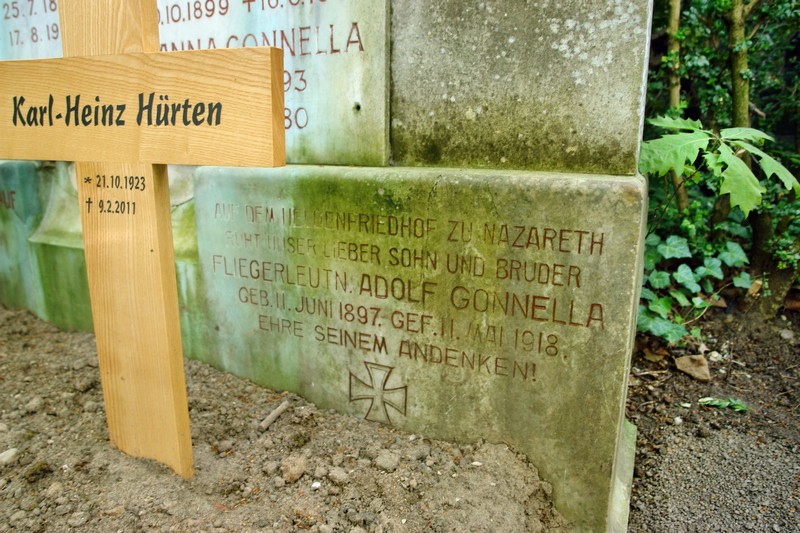 25.7.18
17.8.19
10.1899
ANNA GONNELLA
93
80
Karl-Heinz Hürten
* 21.10.1923
† 9.2.2011
AUF DEM HELDENFRIEDHOF ZU NAZARETH
RUHT UNSER LIEBER SOHN UND BRUDER
FLIEGERLEUTN. ADOLF GONNELLA
GEB. 11. JUNI 1897. GEF. 11. MAI 1918.
EHRE SEINEM ANDENKEN!